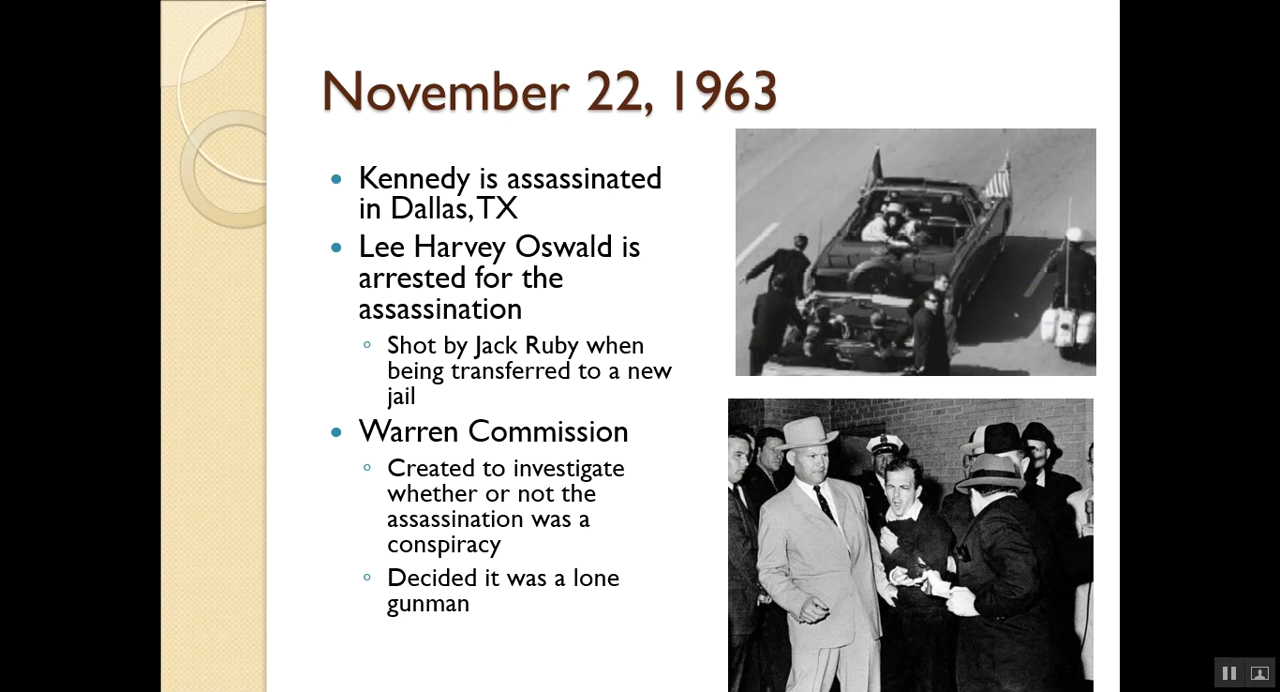 November 22, 1963
Kennedy is assassinated
in Dallas, TX
Lee Harvey Oswald is
arrested for the
assassination
Shot by Jack Ruby when
being transferred to a new
jail
Warren Commission
Created to investigate
whether or not the
assassination was a
conspiracy
Decided it was a lone
gunman